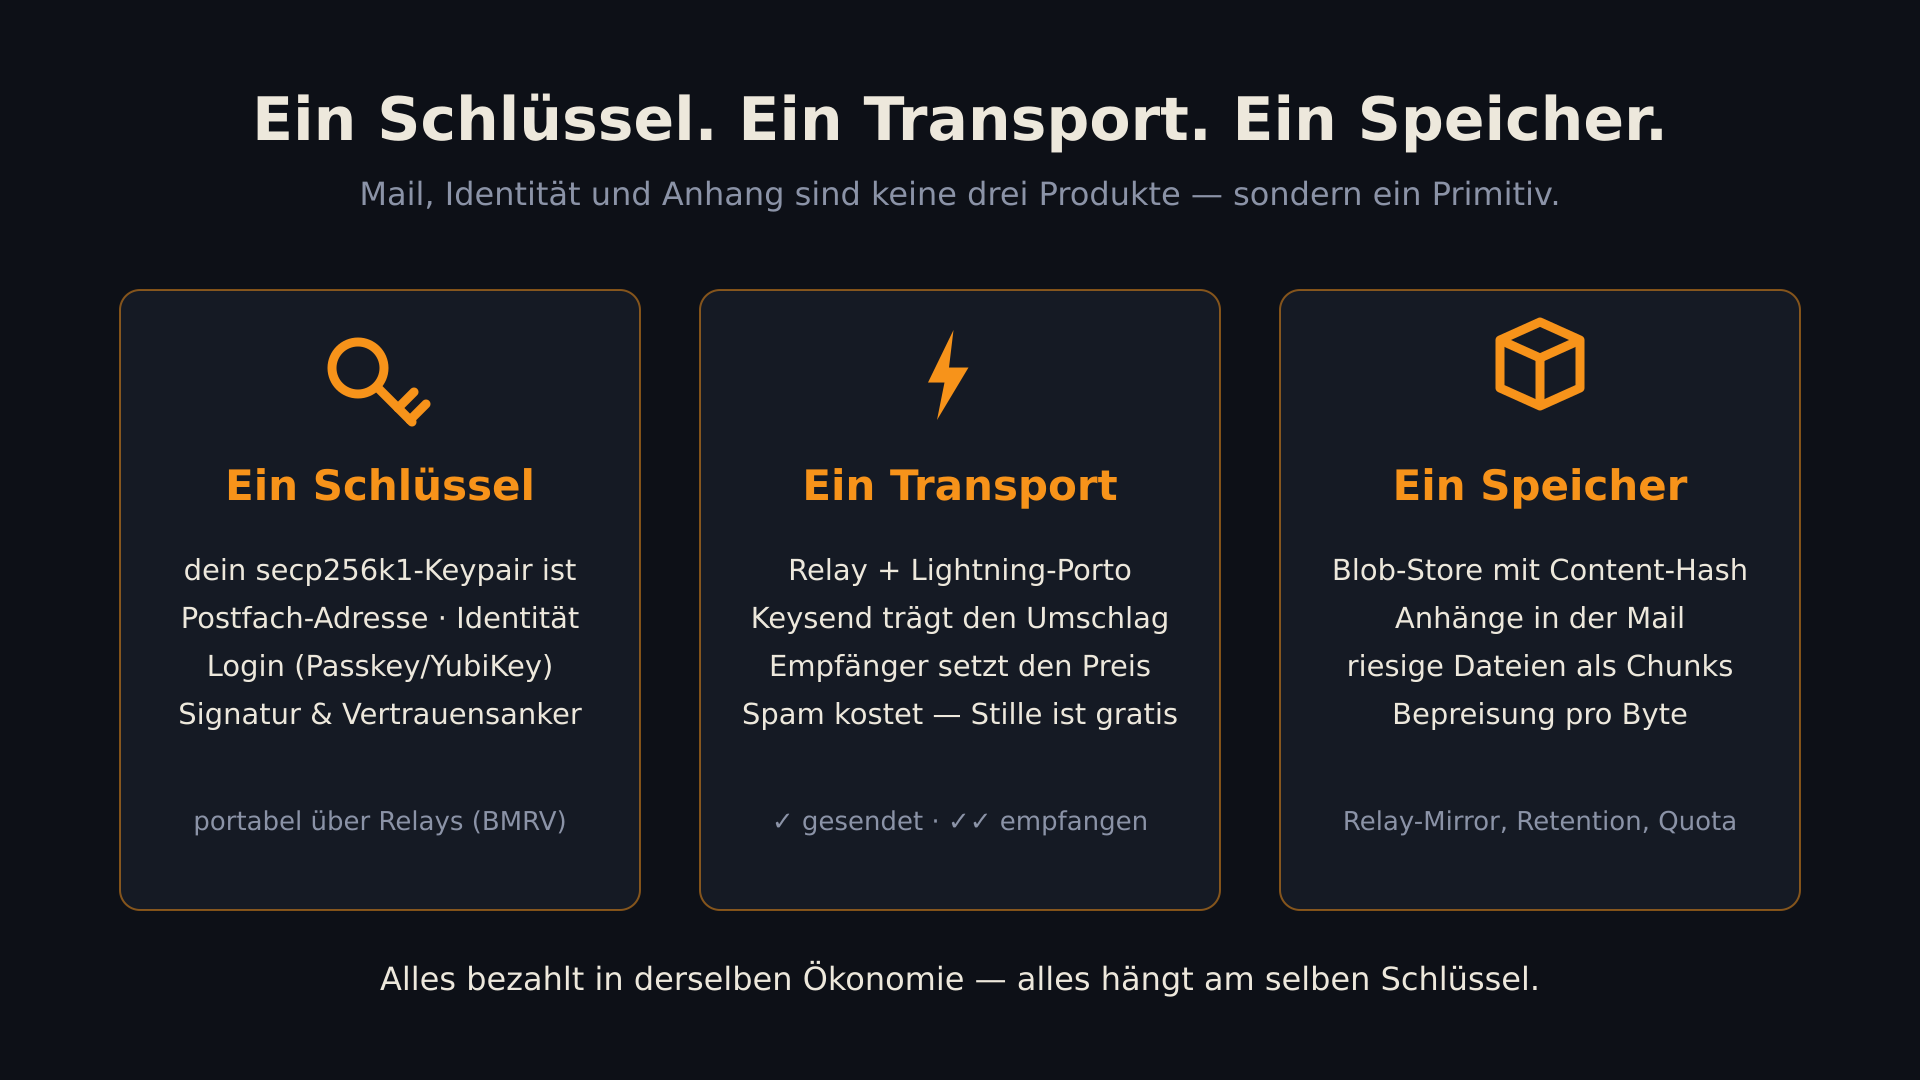 Ein Schlüssel. Ein Transport. Ein Speicher.
Mail, Identität und Anhang sind keine drei Produkte — sondern ein Primitiv.
Ein Schlüssel
dein secp256k1-Keypair ist
Postfach-Adresse · Identität
Login (Passkey/YubiKey)
Signatur & Vertrauensanker
portabel über Relays (BMRV)
Ein Transport
Relay + Lightning-Porto
Keysend trägt den Umschlag
Empfänger setzt den Preis
Spam kostet — Stille ist gratis
✓ gesendet · ✓✓ empfangen
Ein Speicher
Blob-Store mit Content-Hash
Anhänge in der Mail
riesige Dateien als Chunks
Bepreisung pro Byte
Relay-Mirror, Retention, Quota
Alles bezahlt in derselben Ökonomie — alles hängt am selben Schlüssel.